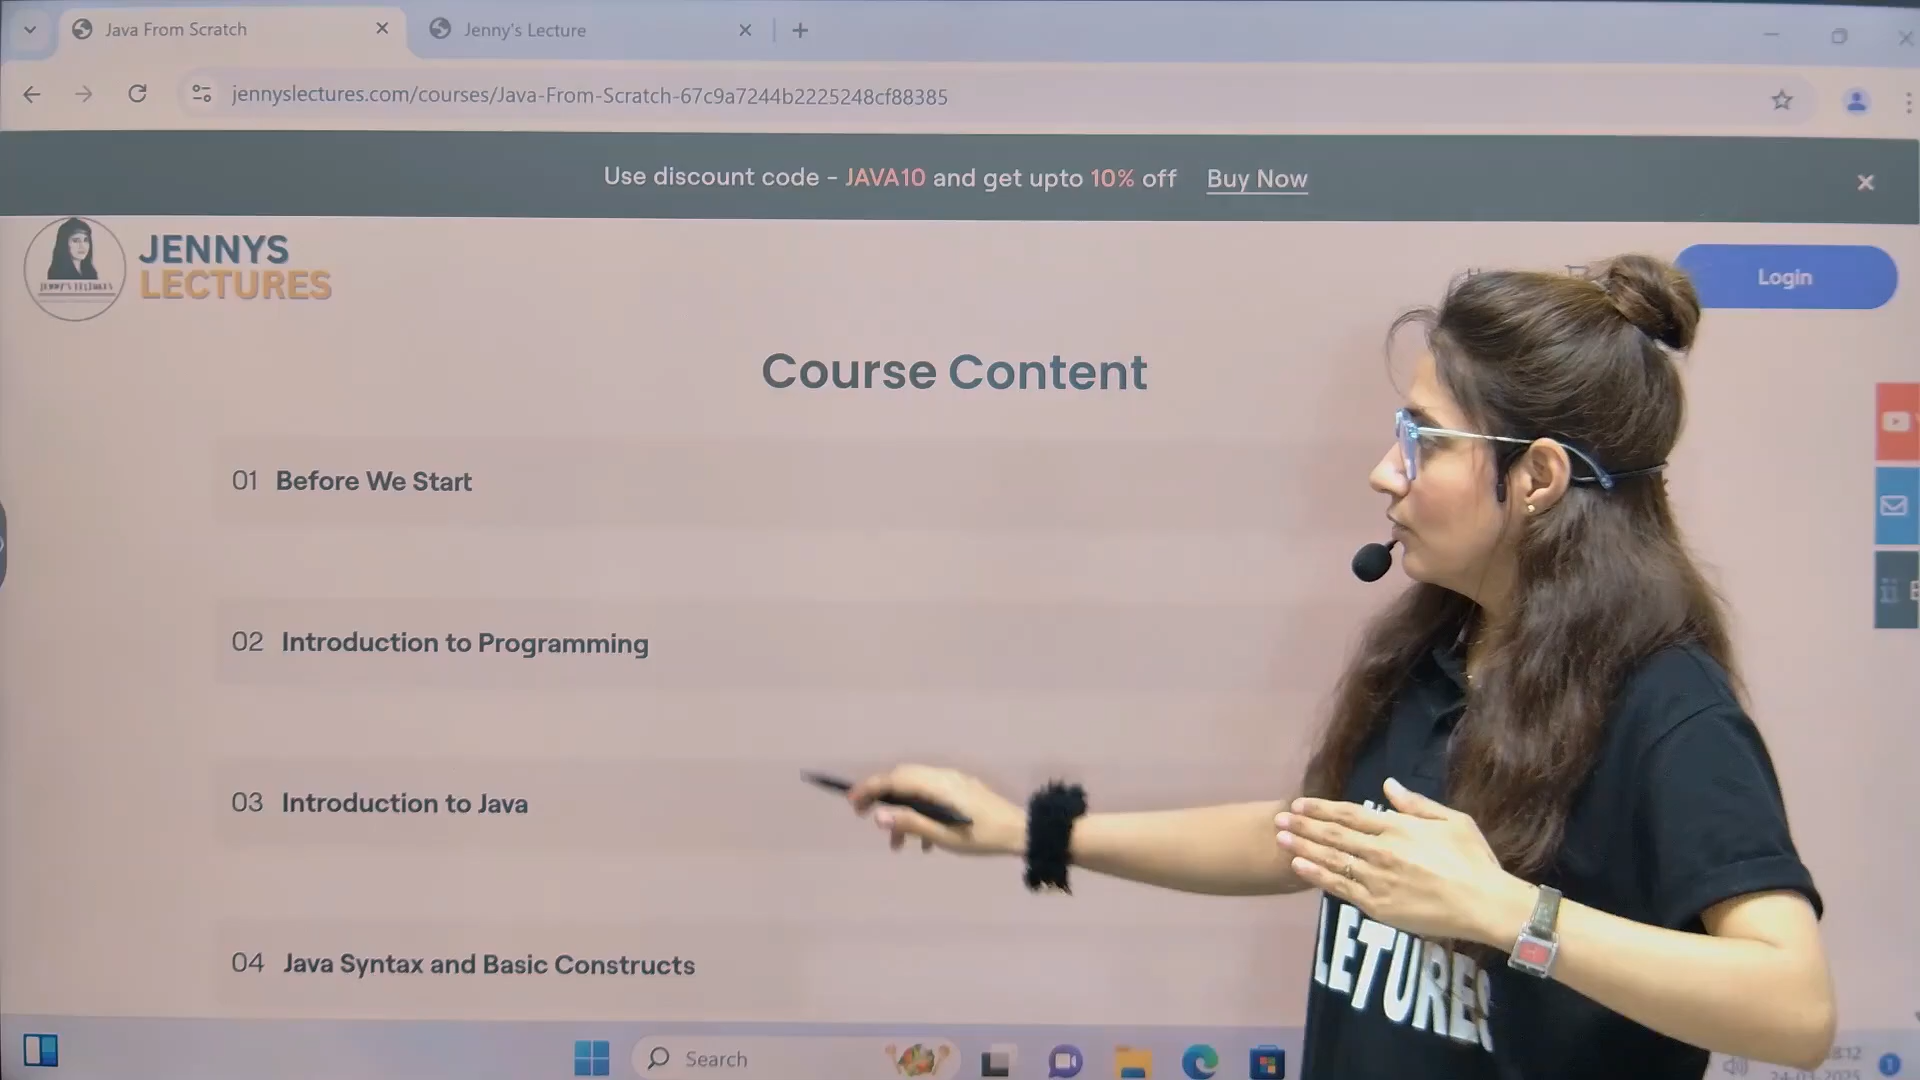 Java From Scratch
Jenny's Lecture
jennyslectures.com/courses/Java-From-Scratch-67c9a7244b2225248cf88385
Use discount code - JAVA10 and get upto 10% off Buy Now
JENNYS
LECTURES
Login
Course Content
01 Before We Start
02 Introduction to Programming
03 Introduction to Java
04 Java Syntax and Basic Constructs
LETURES
Search